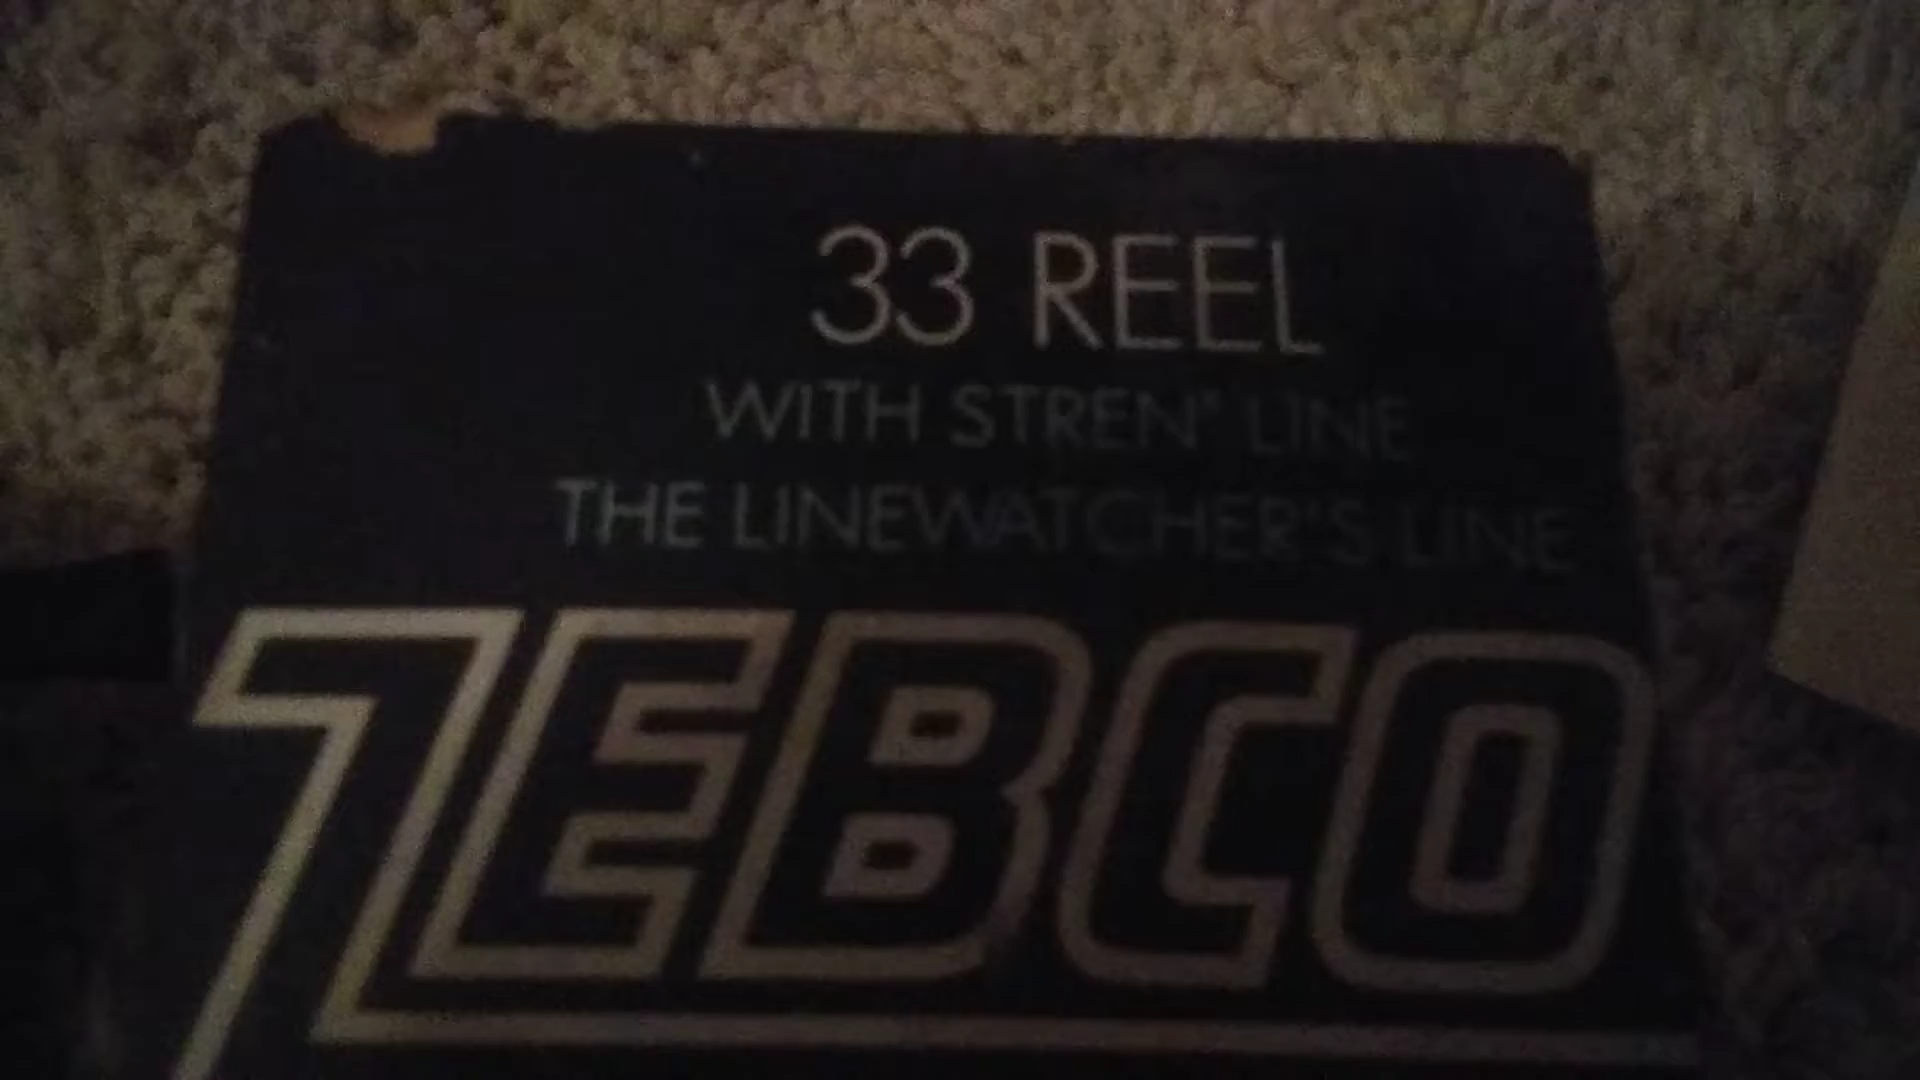 33 REEL
WITH STREN® LINE
THE LINEWATCHER'S LINE
ZEBCO